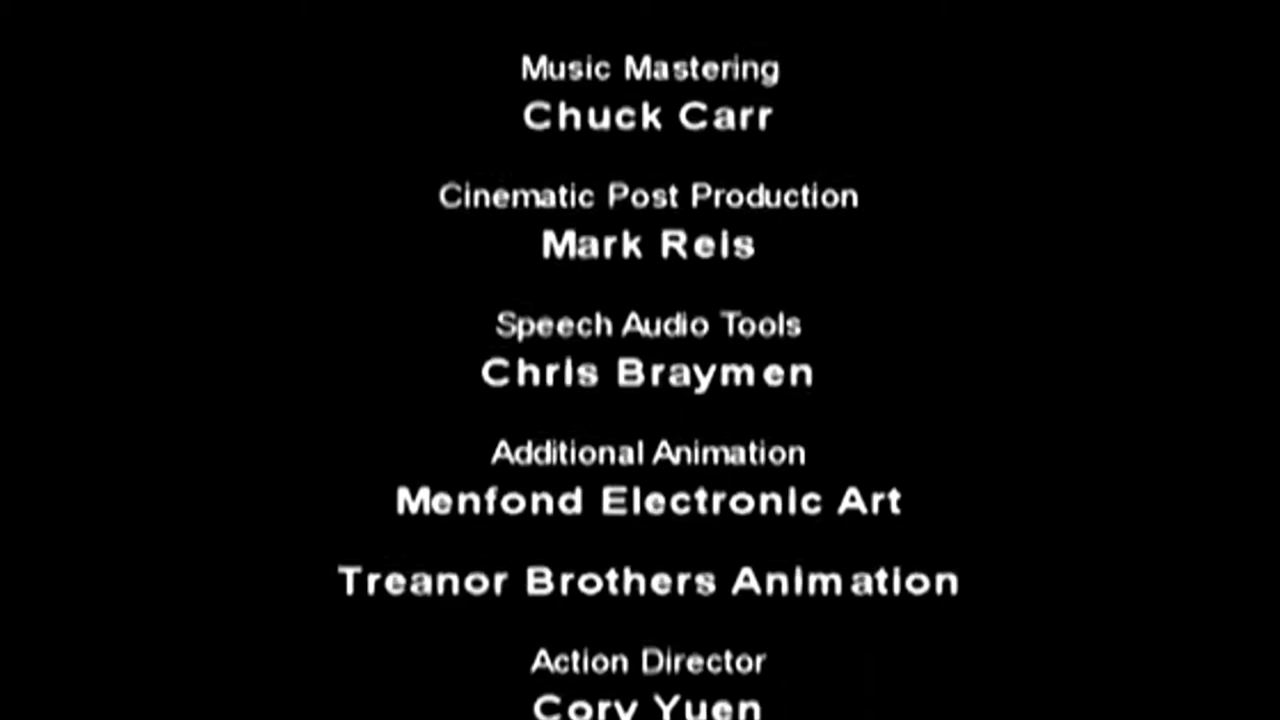 Music Mastering
Chuck Carr
Cinematic Post Production
Mark Reis
Speech Audio Tools
Chris Braymen
Additional Animation
Menfond Electronic Art
Treanor Brothers Animation
Action Director
Cory Yuen